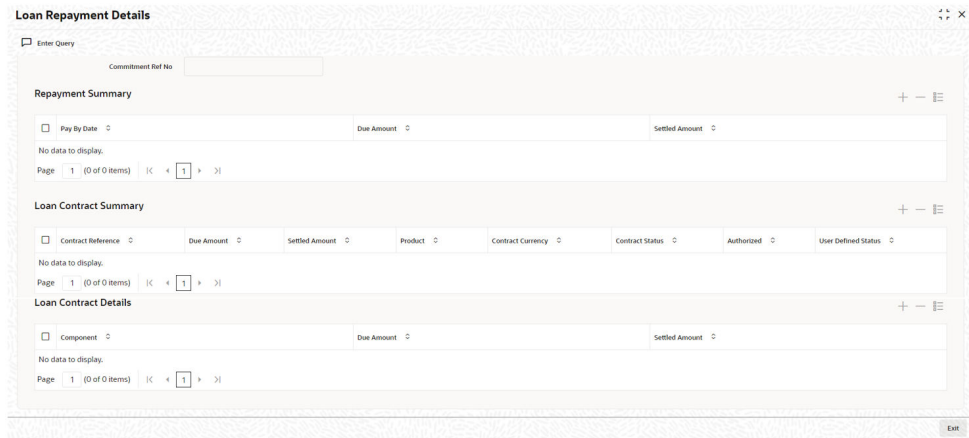 Loan Repayment Details
Enter Query
Commitment Ref No
Repayment Summary
Pay By Date Due Amount Settled Amount
No data to display.
Page 1 (0 of 0 items) 1
Loan Contract Summary
Contract Reference Due Amount Settled Amount Product Contract Currency Contract Status Authorized User Defined Status
No data to display.
Page 1 (0 of 0 items) 1
Loan Contract Details
Component Due Amount Settled Amount
No data to display.
Page 1 (0 of 0 items) 1
Exit